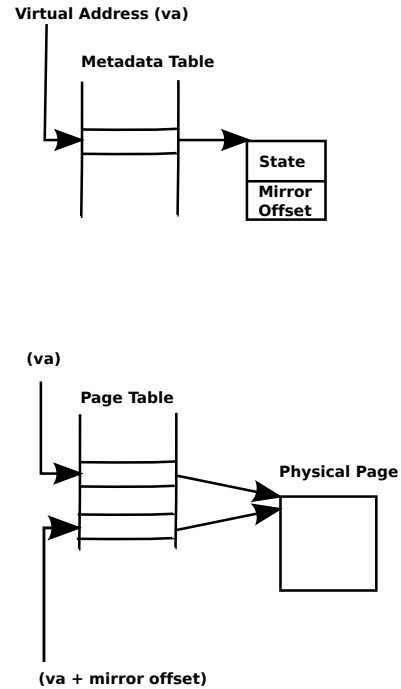 Virtual Address (va)
Metadata Table
State
Mirror
Offset
(va)
Page Table
Physical Page
(va + mirror offset)